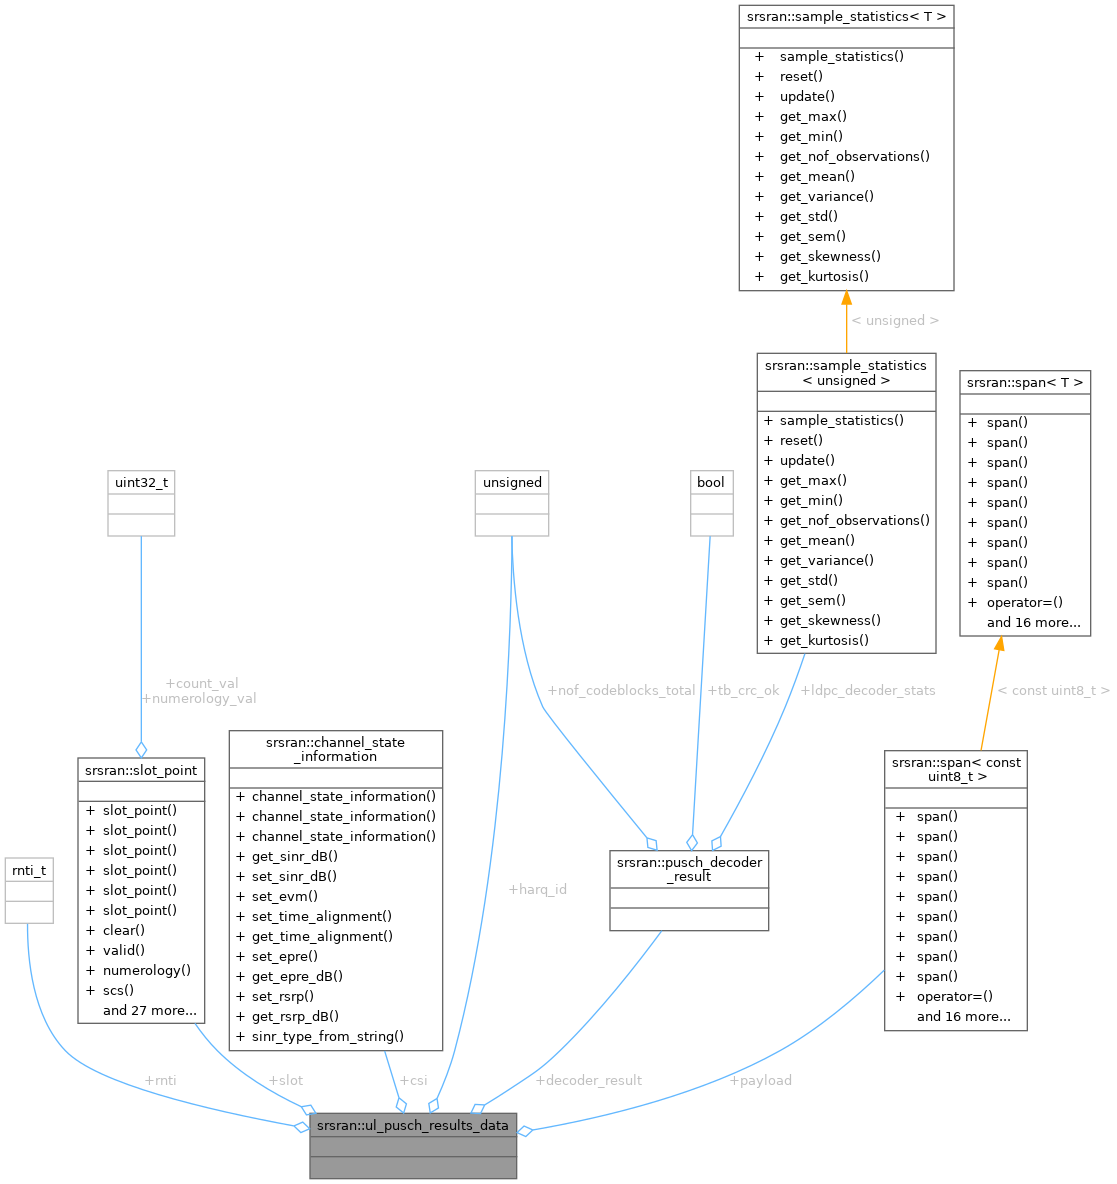 srsran::sample_statistics< T >
+ sample_statistics()
+ reset()
+ update()
+ get_max()
+ get_min()
+ get_nof_observations()
+ get_mean()
+ get_variance()
+ get_std()
+ get_sem()
+ get_skewness()
+ get_kurtosis()
< unsigned >
srsran::sample_statistics
< unsigned >
+ sample_statistics()
+ reset()
+ update()
+ get_max()
+ get_min()
+ get_nof_observations()
+ get_mean()
+ get_variance()
+ get_std()
+ get_sem()
+ get_skewness()
+ get_kurtosis()
srsran::span< T >
+ span()
+ span()
+ span()
+ span()
+ span()
+ span()
+ span()
+ span()
+ span()
+ operator=()
and 16 more...
uint32_t
unsigned
bool
+count_val
+numerology_val
+nof_codeblocks_total
+tb_crc_ok
+ldpc_decoder_stats
< const uint8_t >
srsran::slot_point
+ slot_point()
+ slot_point()
+ slot_point()
+ slot_point()
+ slot_point()
+ slot_point()
+ clear()
+ valid()
+ numerology()
+ scs()
and 27 more...
srsran::channel_state
_information
+ channel_state_information()
+ channel_state_information()
+ channel_state_information()
+ get_sinr_dB()
+ set_sinr_dB()
+ set_evm()
+ set_time_alignment()
+ get_time_alignment()
+ set_epre()
+ get_epre_dB()
+ set_rsrp()
+ get_rsrp_dB()
+ sinr_type_from_string()
srsran::span< const
uint8_t >
+ span()
+ span()
+ span()
+ span()
+ span()
+ span()
+ span()
+ span()
+ span()
+ operator=()
and 16 more...
rnti_t
srsran::pusch_decoder
_result
+harq_id
+rnti
+slot
+csi
+decoder_result
+payload
srsran::ul_pusch_results_data